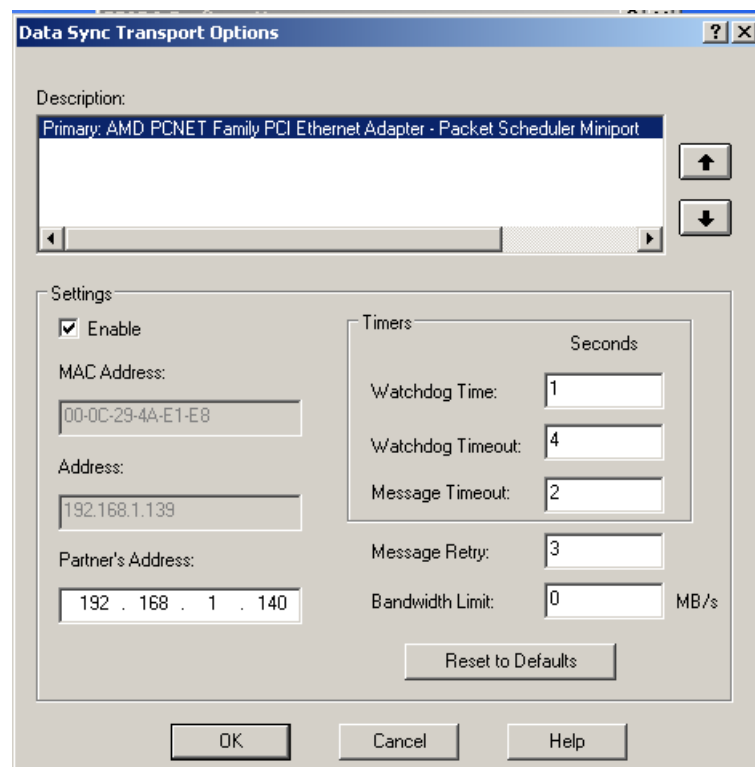 Data Sync Transport Options
Description:
Primary: AMD PCNET Family PCI Ethernet Adapter - Packet Scheduler Miniport
Settings
Enable
MAC Address:
00-0C-29-4A-E1-E8
Address:
192.168.1.139
Partner's Address:
192 . 168 . 1 . 140
Timers
Seconds
Watchdog Time: 1
Watchdog Timeout: 4
Message Timeout: 2
Message Retry: 3
Bandwidth Limit: 0 MB/s
Reset to Defaults
OK Cancel Help